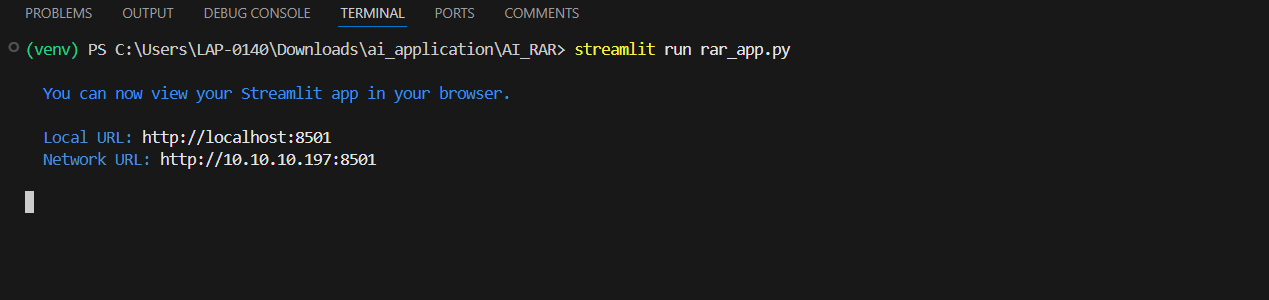 PROBLEMS OUTPUT DEBUG CONSOLE TERMINAL PORTS COMMENTS
(venv) PS C:\Users\LAP-0140\Downloads\ai_application\AI_RAR> streamlit run rar_app.py
You can now view your Streamlit app in your browser.
Local URL: http://localhost:8501
Network URL: http://10.10.10.197:8501